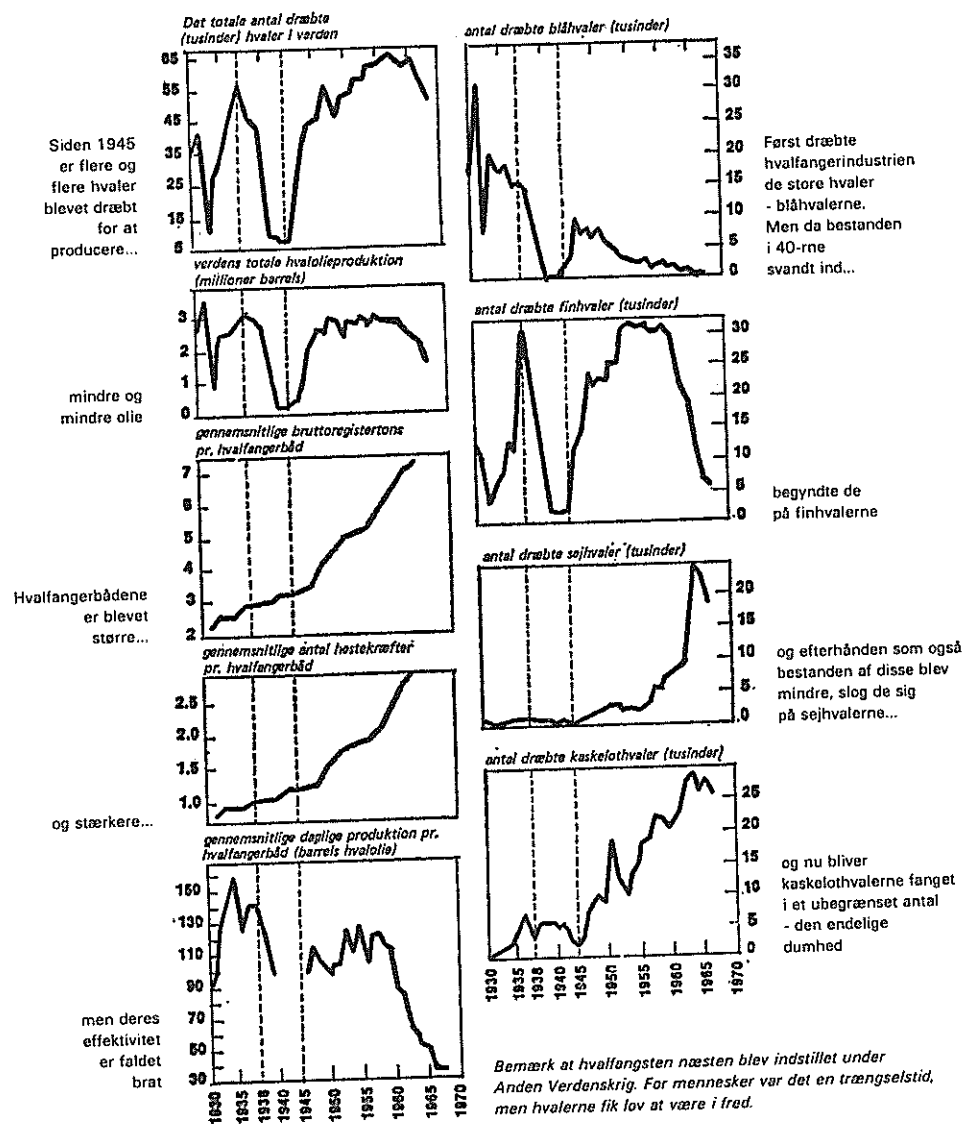 Det totale antal dræbte
(tusinder) hvaler i verden
65
55
45
35
25
15
5
Siden 1945
er flere og
flere hvaler
blevet dræbt
for at
producere...
verdens totale hvalolieproduktion
(millioner barrels)
3
2
1
0
mindre og
mindre olie
gennemsnitlige bruttoregistertons
pr. hvalfangerbåd
7
6
5
4
3
2
Hvalfangerbådene
er blevet
større...
gennemsnitlige antal hestekræfter
pr. hvalfangerbåd
2.5
2.0
1.5
1.0
og stærkere...
gennemsnitlige daglige produktion pr.
hvalfangerbåd (barrels hvalolie)
150
130
110
90
70
50
40
30
men deres
effektivitet
er faldet
brat
1930
1935
1938
1940
1945
1950
1955
1960
1965
1970
antal dræbte blåhvaler (tusinder)
35
30
25
20
15
10
5
0
Først dræbte
hvalfangerindustrien
de store hvaler
- blåhvalerne.
Men da bestanden
i 40-rne
svandt ind...
antal dræbte finhvaler (tusinder)
30
25
20
15
10
5
.0
begyndte de
på finhvalerne
antal dræbte sejhvaler (tusinder)
20
15
10
5
.0
og efterhånden som også
bestanden af disse blev
mindre, slog de sig
på sejhvalerne...
antal dræbte kaskelothvaler (tusinder)
25
20
15
10
5
0
og nu bliver
kaskelothvalerne fanget
i et ubegrænset antal
- den endelige
dumhed
1930
1935
1938
1940
1945
1950
1955
1960
1965
1970
Bemærk at hvalfangsten næsten blev indstillet under
Anden Verdenskrig. For mennesker var det en trængselstid,
men hvalerne fik lov at være i fred.